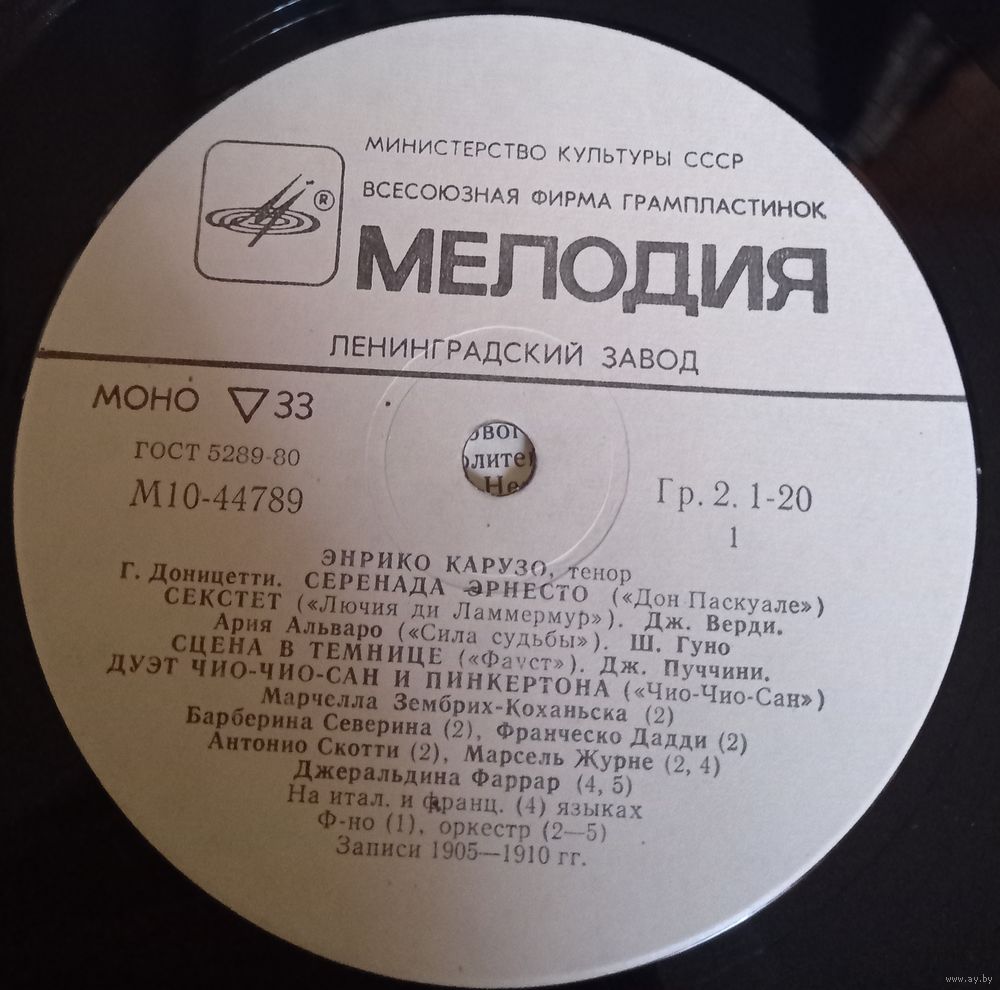 МИНИСТЕРСТВО КУЛЬТУРЫ СССР
ВСЕСОЮЗНАЯ ФИРМА ГРАМПЛАСТИНОК
®
МЕЛОДИЯ
ЛЕНИНГРАДСКИЙ ЗАВОД
МОНО ▽ 33
ГОСТ 5289-80
М10-44789
Гр. 2. 1-20
1
ЭНРИКО КАРУЗО, тенор
Г. Доницетти. СЕРЕНАДА ЭРНЕСТО («Дон Паскуале»)
СЕКСТЕТ («Лючия ди Ламмермур»). Дж. Верди.
Ария Альваро («Сила судьбы»). Ш. Гуно
СЦЕНА В ТЕМНИЦЕ («Фауст»). Дж. Пуччини.
ДУЭТ ЧИО-ЧИО-САН И ПИНКЕРТОНА («Чио-Чио-Сан»)
Марчелла Зембрих-Коханьска (2)
Барберина Северина (2), Франческо Дадди (2)
Антонио Скотти (2), Марсель Журне (2, 4)
Джеральдина Фаррар (4, 5)
На итал. и франц. (4) языках
Ф-но (1), оркестр (2—5)
Записи 1905—1910 гг.
www.ay.by